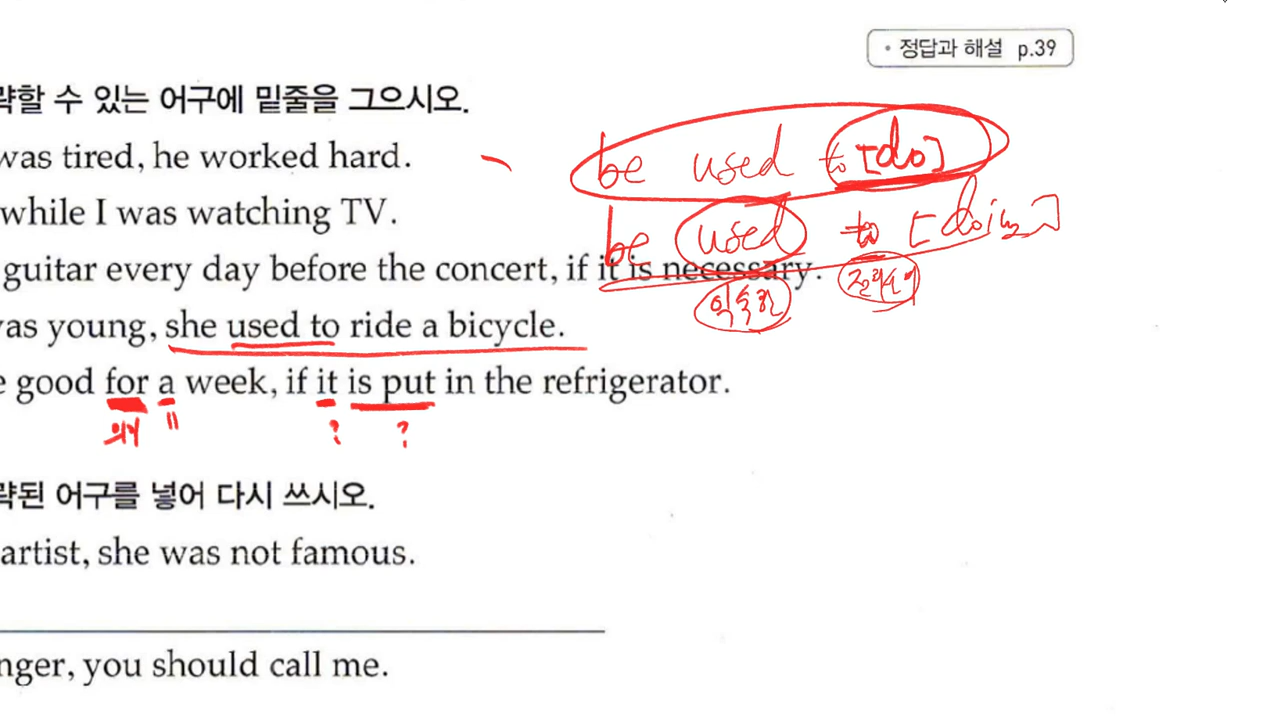 • 정답과 해설 p.39
략할 수 있는 어구에 밑줄을 그으시오.
was tired, he worked hard.
be used to [do]
while I was watching TV.
be used to [doing]
guitar every day before the concert, if it is necessary.
익숙한 전치사
was young, she used to ride a bicycle.
e good for a week, if it is put in the refrigerator.
? ?
략된 어구를 넣어 다시 쓰시오.
artist, she was not famous.
nger, you should call me.